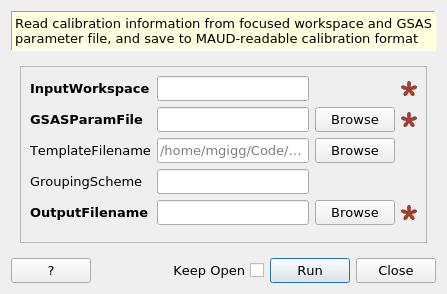 Read calibration information from focused workspace and GSAS
parameter file, and save to MAUD-readable calibration format
InputWorkspace
GSASParamFile Browse
TemplateFilename /home/mgigg/Code/... Browse
GroupingScheme
OutputFilename Browse
? Keep Open Run Close